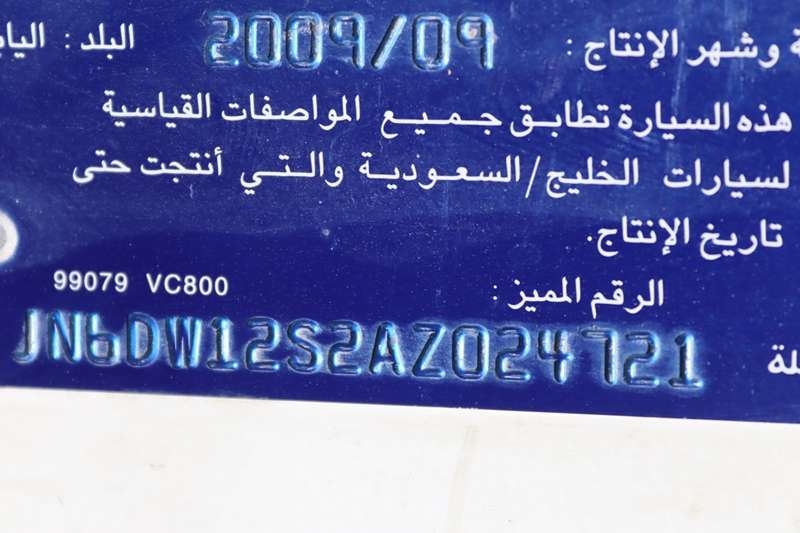 وشهر الإنتاج : 2009/09 البلد :
هذه السيارة تطابق جميع المواصفات القياسية
لسيارات الخليج/السعودية والتي أنتجت حتى
تاريخ الإنتاج.
الرقم المميز : 99079 VC800
JN6DW12S2AZ024721